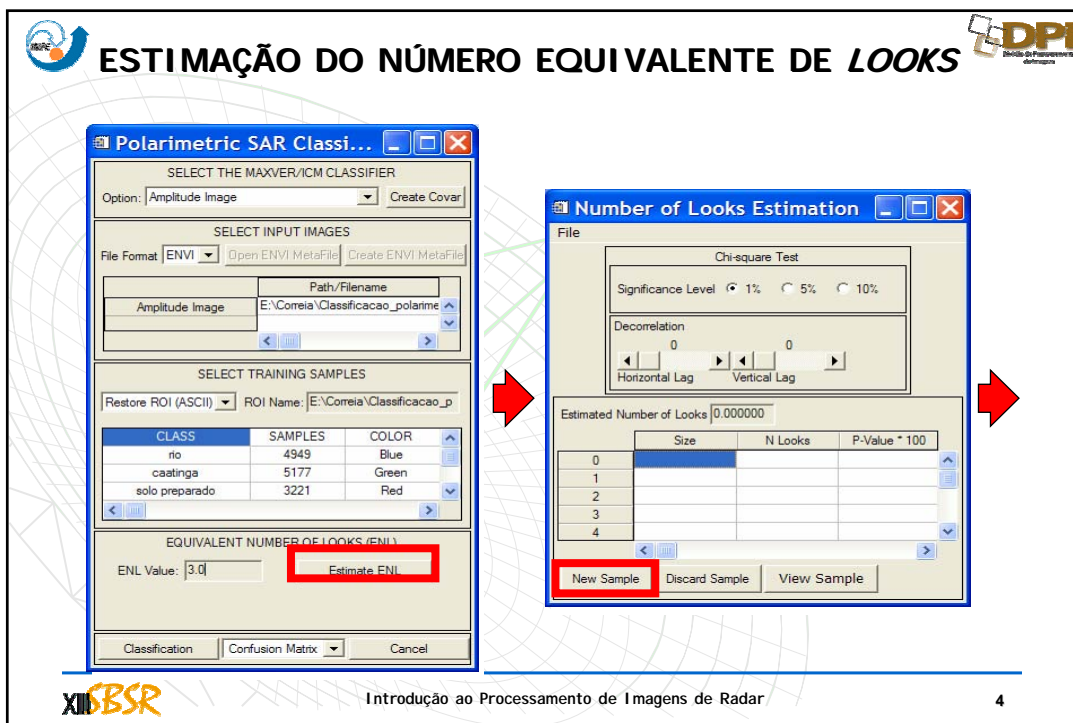 ESTIMAÇÃO DO NÚMERO EQUIVALENTE DE LOOKS
INPE
DPI
Polarimetric SAR Classi...
SELECT THE MAXVER/ICM CLASSIFIER
Option: Amplitude Image Create Covar
SELECT INPUT IMAGES
File Format ENVI Open ENVI MetaFile Create ENVI MetaFile
Path/Filename
Amplitude Image E:\Correia\Classificacao_polarime
SELECT TRAINING SAMPLES
Restore ROI (ASCII) ROI Name: E:\Correia\Classificacao_p
CLASS SAMPLES COLOR
rio 4949 Blue
caatinga 5177 Green
solo preparado 3221 Red
EQUIVALENT NUMBER OF LOOKS (ENL)
ENL Value: 3.0 Estimate ENL
Classification Confusion Matrix Cancel
Number of Looks Estimation
File
Chi-square Test
Significance Level 1% 5% 10%
Decorrelation
0 0
Horizontal Lag Vertical Lag
Estimated Number of Looks 0.000000
Size N Looks P-Value * 100
0
1
2
3
4
New Sample Discard Sample View Sample
XIII SBSR
Introdução ao Processamento de Imagens de Radar
4